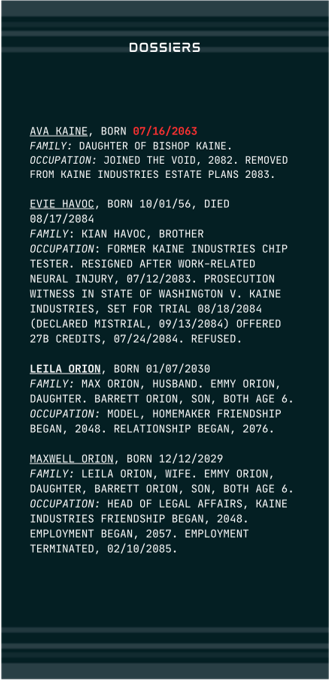 DOSSIERS
AVA KAINE, BORN 07/16/2063
FAMILY: DAUGHTER OF BISHOP KAINE.
OCCUPATION: JOINED THE VOID, 2082. REMOVED
FROM KAINE INDUSTRIES ESTATE PLANS 2083.
EVIE HAVOC, BORN 10/01/56, DIED
08/17/2084
FAMILY: KIAN HAVOC, BROTHER
OCCUPATION: FORMER KAINE INDUSTRIES CHIP
TESTER. RESIGNED AFTER WORK-RELATED
NEURAL INJURY, 07/12/2083. PROSECUTION
WITNESS IN STATE OF WASHINGTON V. KAINE
INDUSTRIES, SET FOR TRIAL 08/18/2084
(DECLARED MISTRIAL, 09/13/2084) OFFERED
27B CREDITS, 07/24/2084. REFUSED.
LEILA ORION, BORN 01/07/2030
FAMILY: MAX ORION, HUSBAND. EMMY ORION,
DAUGHTER. BARRETT ORION, SON, BOTH AGE 6.
OCCUPATION: MODEL, HOMEMAKER FRIENDSHIP
BEGAN, 2048. RELATIONSHIP BEGAN, 2076.
MAXWELL ORION, BORN 12/12/2029
FAMILY: LEILA ORION, WIFE. EMMY ORION,
DAUGHTER, BARRETT ORION, SON, BOTH AGE 6.
OCCUPATION: HEAD OF LEGAL AFFAIRS, KAINE
INDUSTRIES FRIENDSHIP BEGAN, 2048.
EMPLOYMENT BEGAN, 2057. EMPLOYMENT
TERMINATED, 02/10/2085.